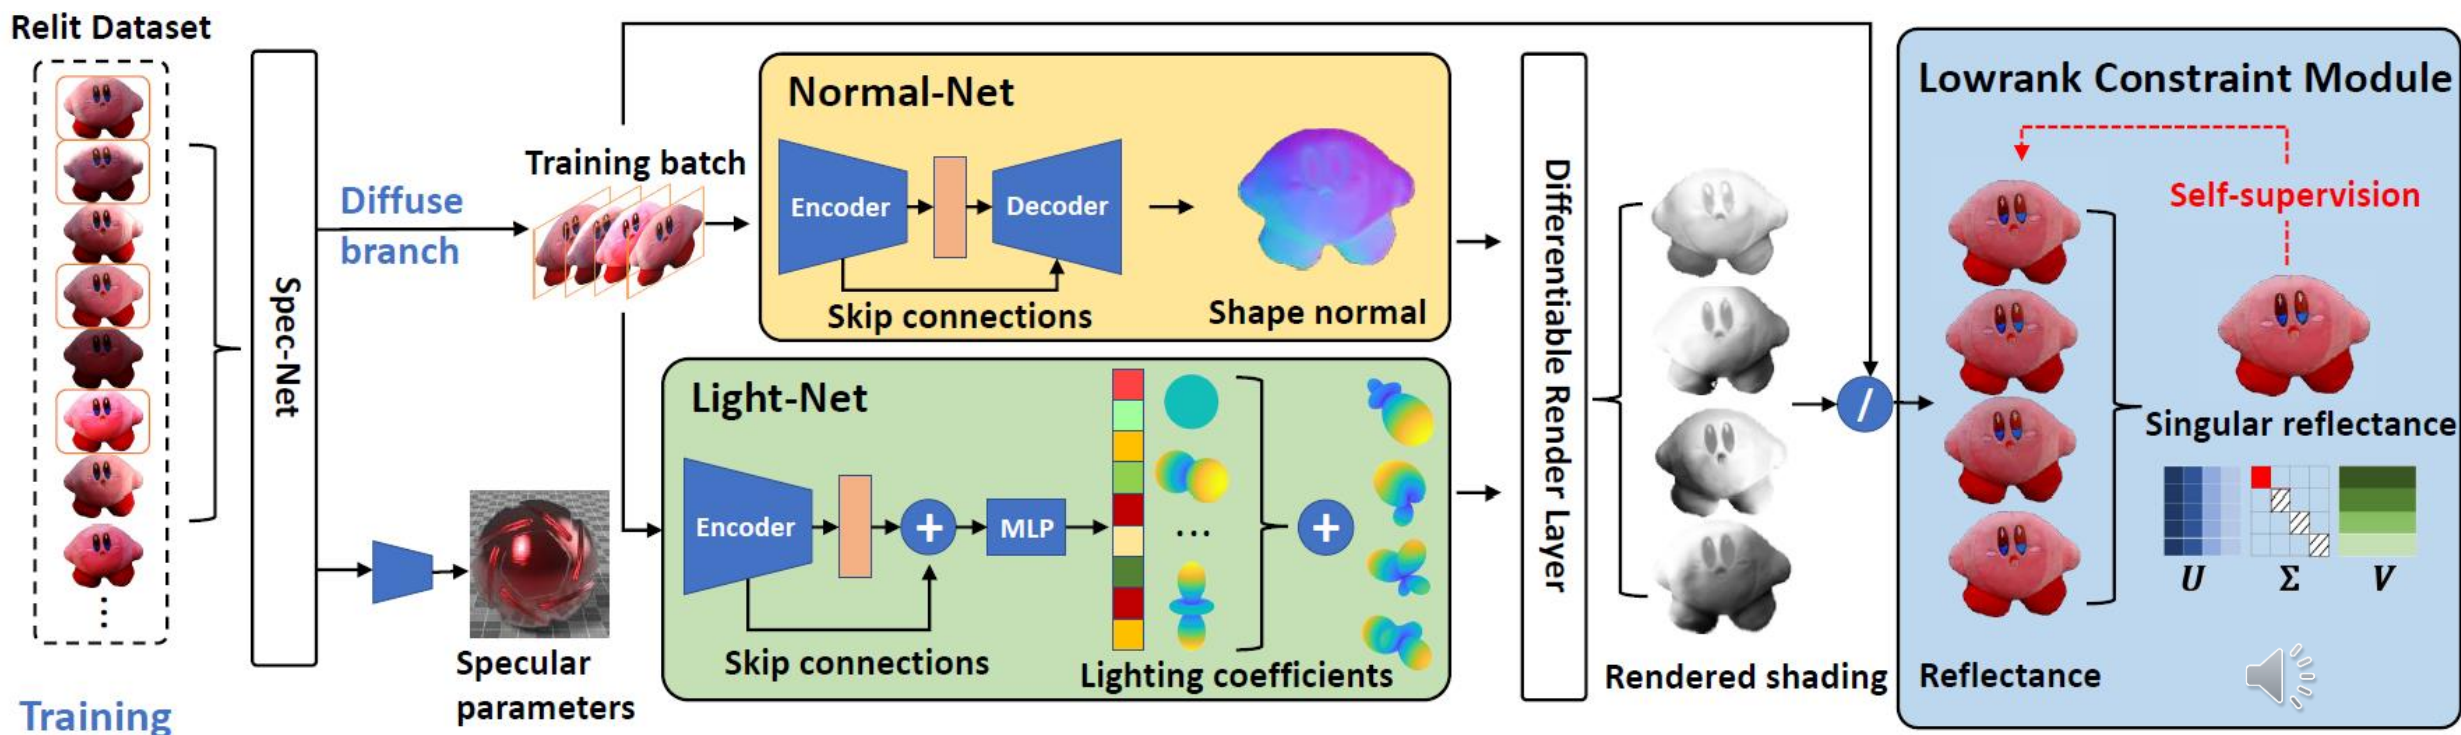 Relit Dataset
Spec-Net
Training
Diffuse
branch
Training batch
Specular
parameters
Normal-Net
Encoder
Decoder
Skip connections
Shape normal
Light-Net
Encoder
+
MLP
...
+
Skip connections
Lighting coefficients
Differentiable Render Layer
Rendered shading
/
Lowrank Constraint Module
Self-supervision
Singular reflectance
U
Σ
V
Reflectance